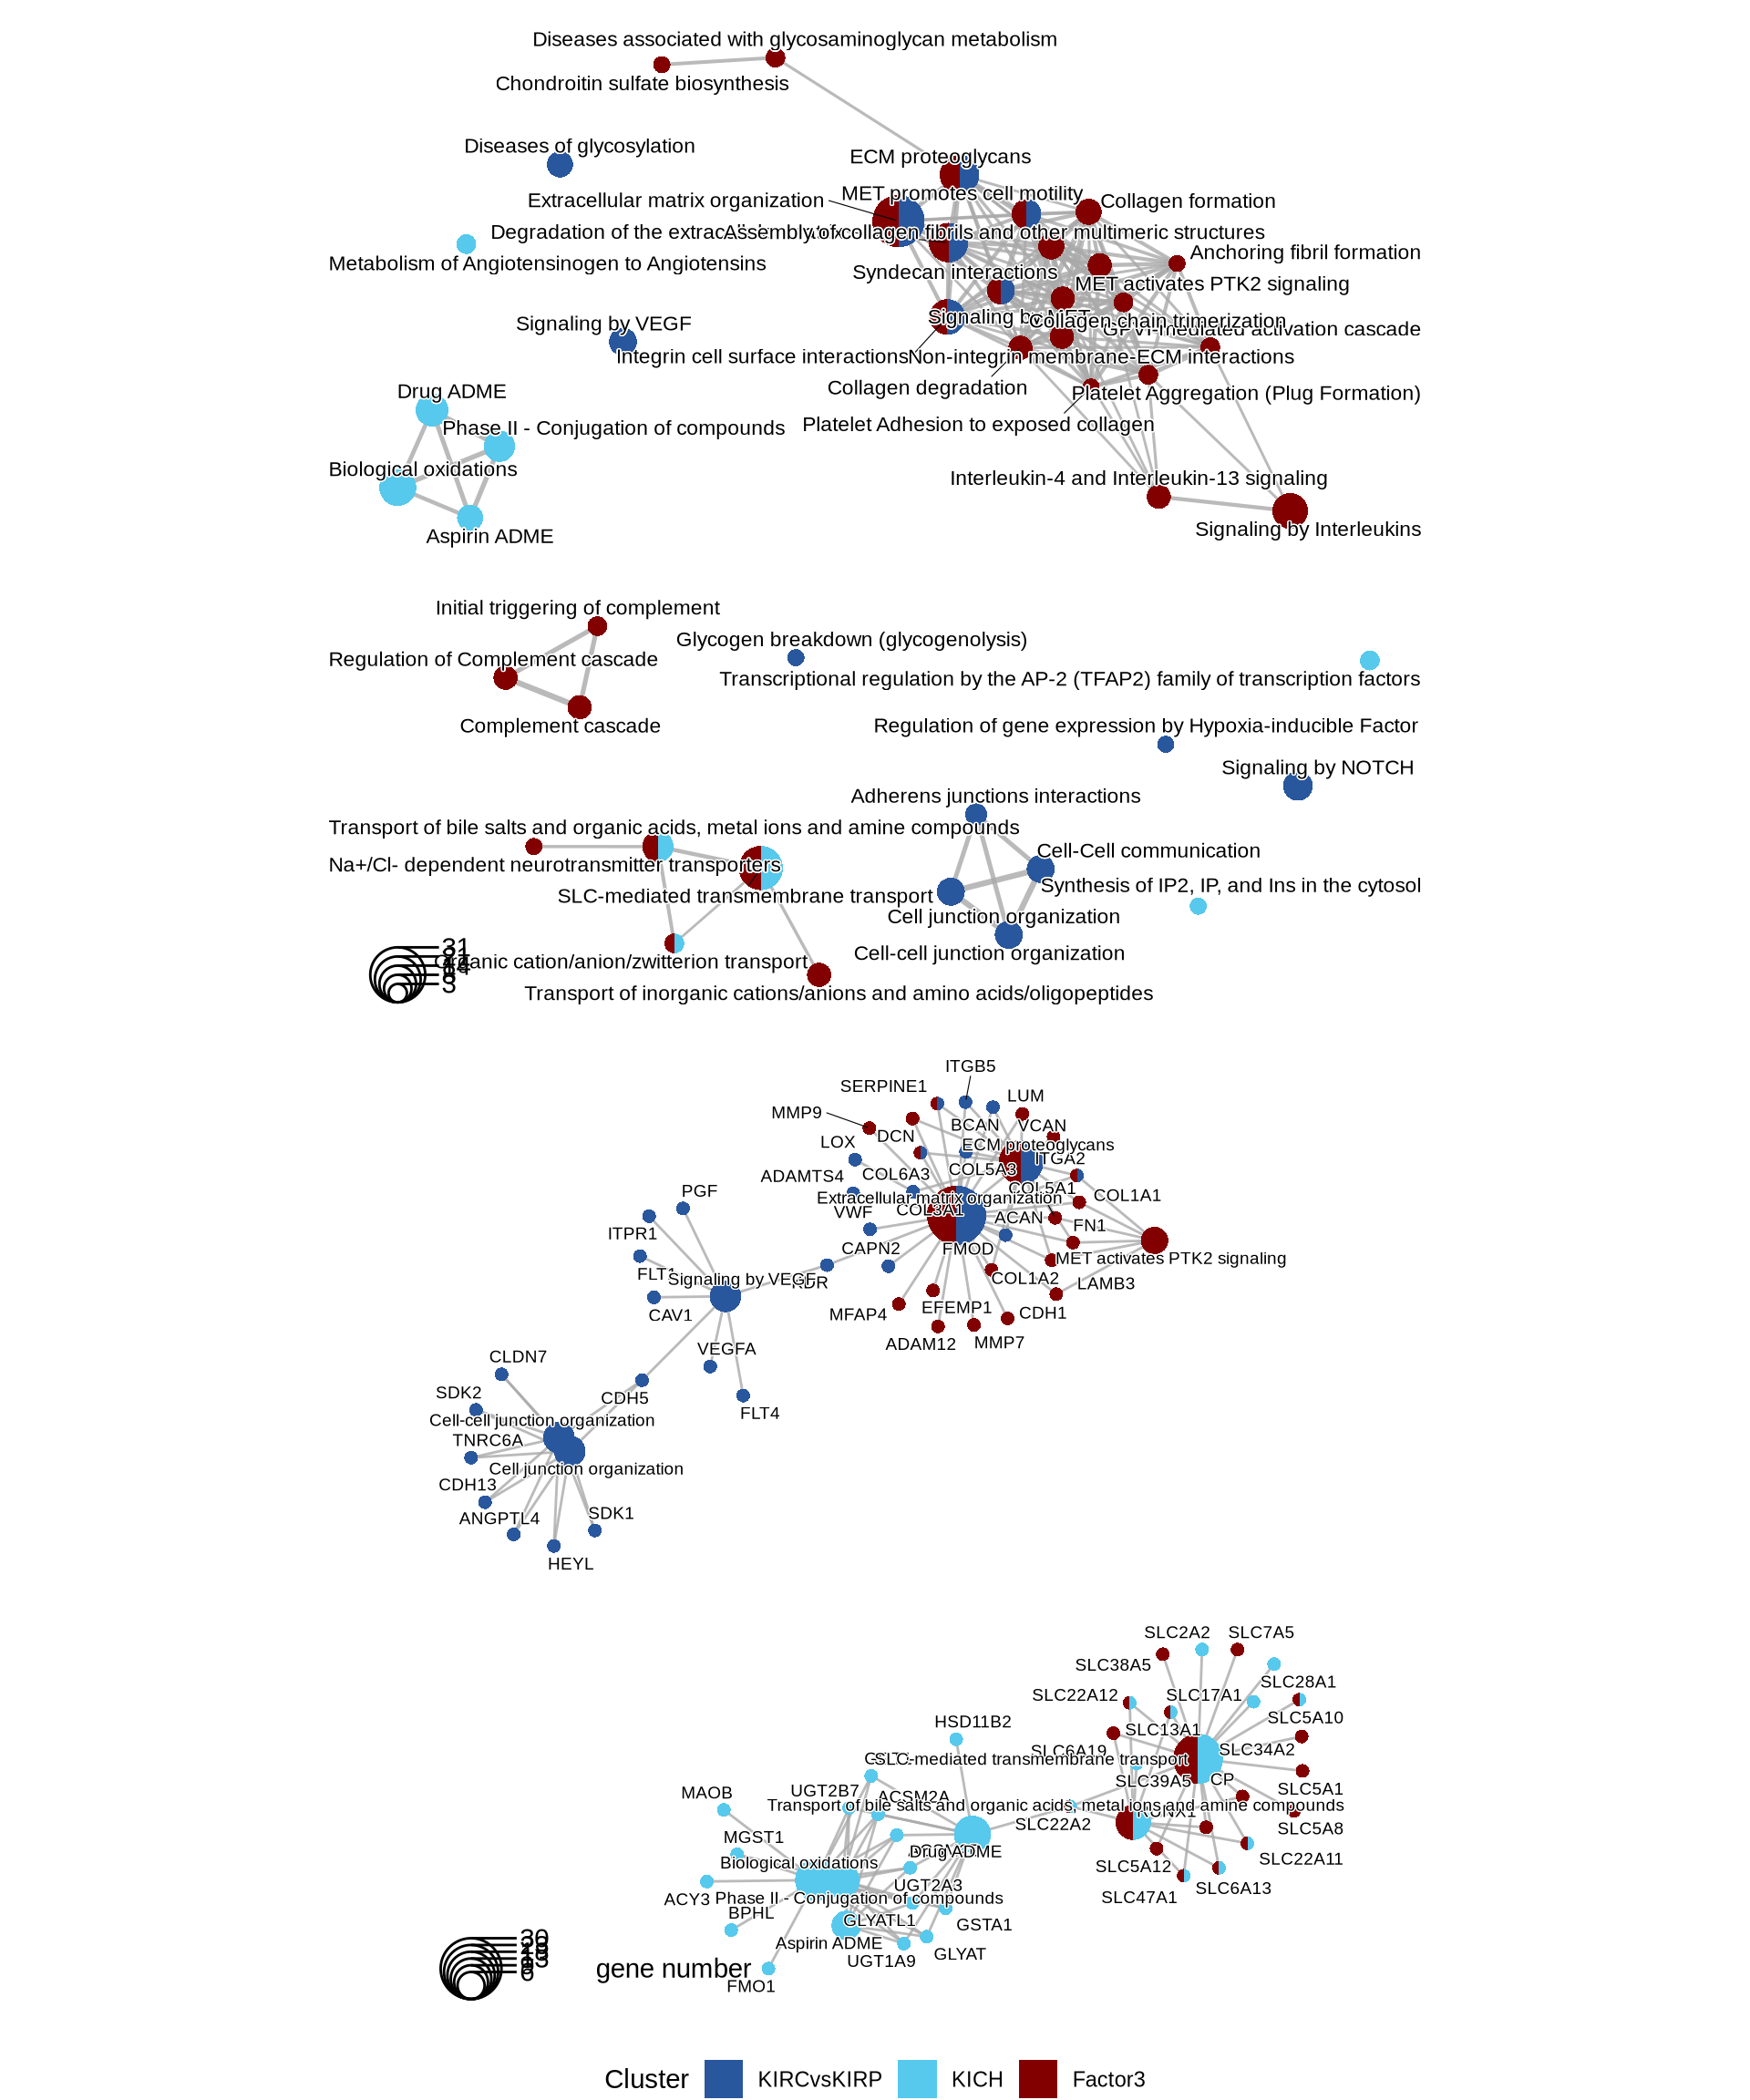 Diseases associated with glycosaminoglycan metabolism
Chondroitin sulfate biosynthesis
Diseases of glycosylation
ECM proteoglycans
MET promotes cell motility
Extracellular matrix organization
Collagen formation
Degradation of the
Assembly of collagen fibrils and other multimeric structures
Anchoring fibril formation
Metabolism of Angiotensinogen to Angiotensins
Syndecan interactions
MET activates PTK2 signaling
Signaling by VEGF
Signaling by MET
Collagen chain trimerization
activation cascade
Integrin cell surface interactions
Non-integrin membrane-ECM interactions
Collagen degradation
Platelet Aggregation (Plug Formation)
Drug ADME
Phase II - Conjugation of compounds
Platelet Adhesion to exposed collagen
Biological oxidations
Interleukin-4 and Interleukin-13 signaling
Aspirin ADME
Signaling by Interleukins
Initial triggering of complement
Glycogen breakdown (glycogenolysis)
Regulation of Complement cascade
Transcriptional regulation by the AP-2 (TFAP2) family of transcription factors
Complement cascade
Regulation of gene expression by Hypoxia-inducible Factor
Signaling by NOTCH
Adherens junctions interactions
Transport of bile salts and organic acids, metal ions and amine compounds
Cell-Cell communication
Na+/Cl- dependent neurotransmitter transporters
Synthesis of IP2, IP, and Ins in the cytosol
SLC-mediated transmembrane transport
Cell junction organization
Cell-cell junction organization
31
3
Organic cation/anion/zwitterion transport
Transport of inorganic cations/anions and amino acids/oligopeptides
ITGB5
SERPINE1
LUM
MMP9
BCAN
VCAN
DCN
LOX
ECM proteoglycans
ITGA2
COL5A3
ADAMTS4
COL6A3
COL5A1
COL1A1
PGF
Extracellular matrix organization
VWF
COL3A1
ACAN
FN1
ITPR1
CAPN2
FMOD
MET activates PTK2 signaling
FLT1
Signaling by VEGF
KDR
COL1A2
LAMB3
CAV1
MFAP4
EFEMP1
CDH1
ADAM12
MMP7
VEGFA
CLDN7
SDK2
CDH5
FLT4
Cell-cell junction organization
TNRC6A
Cell junction organization
CDH13
ANGPTL4
SDK1
HEYL
SLC2A2
SLC7A5
SLC38A5
SLC28A1
SLC22A12
SLC17A1
SLC5A10
HSD11B2
SLC13A1
SLC6A19
SLC34A2
SLC-mediated transmembrane transport
SLC39A5
CP
SLC5A1
MAOB
UGT2B7
ACSM2A
Transport of bile salts and organic acids, metal ions and amine compounds
SLC22A2
SLC5A8
MGST1
Drug ADME
SLC22A11
Biological oxidations
SLC5A12
UGT2A3
SLC6A13
ACY3
Phase II - Conjugation of compounds
SLC47A1
BPHL
GLYATL1
GSTA1
Aspirin ADME
GLYAT
UGT1A9
30
gene number
FMO1
Cluster
KIRCvsKIRP
KICH
Factor3